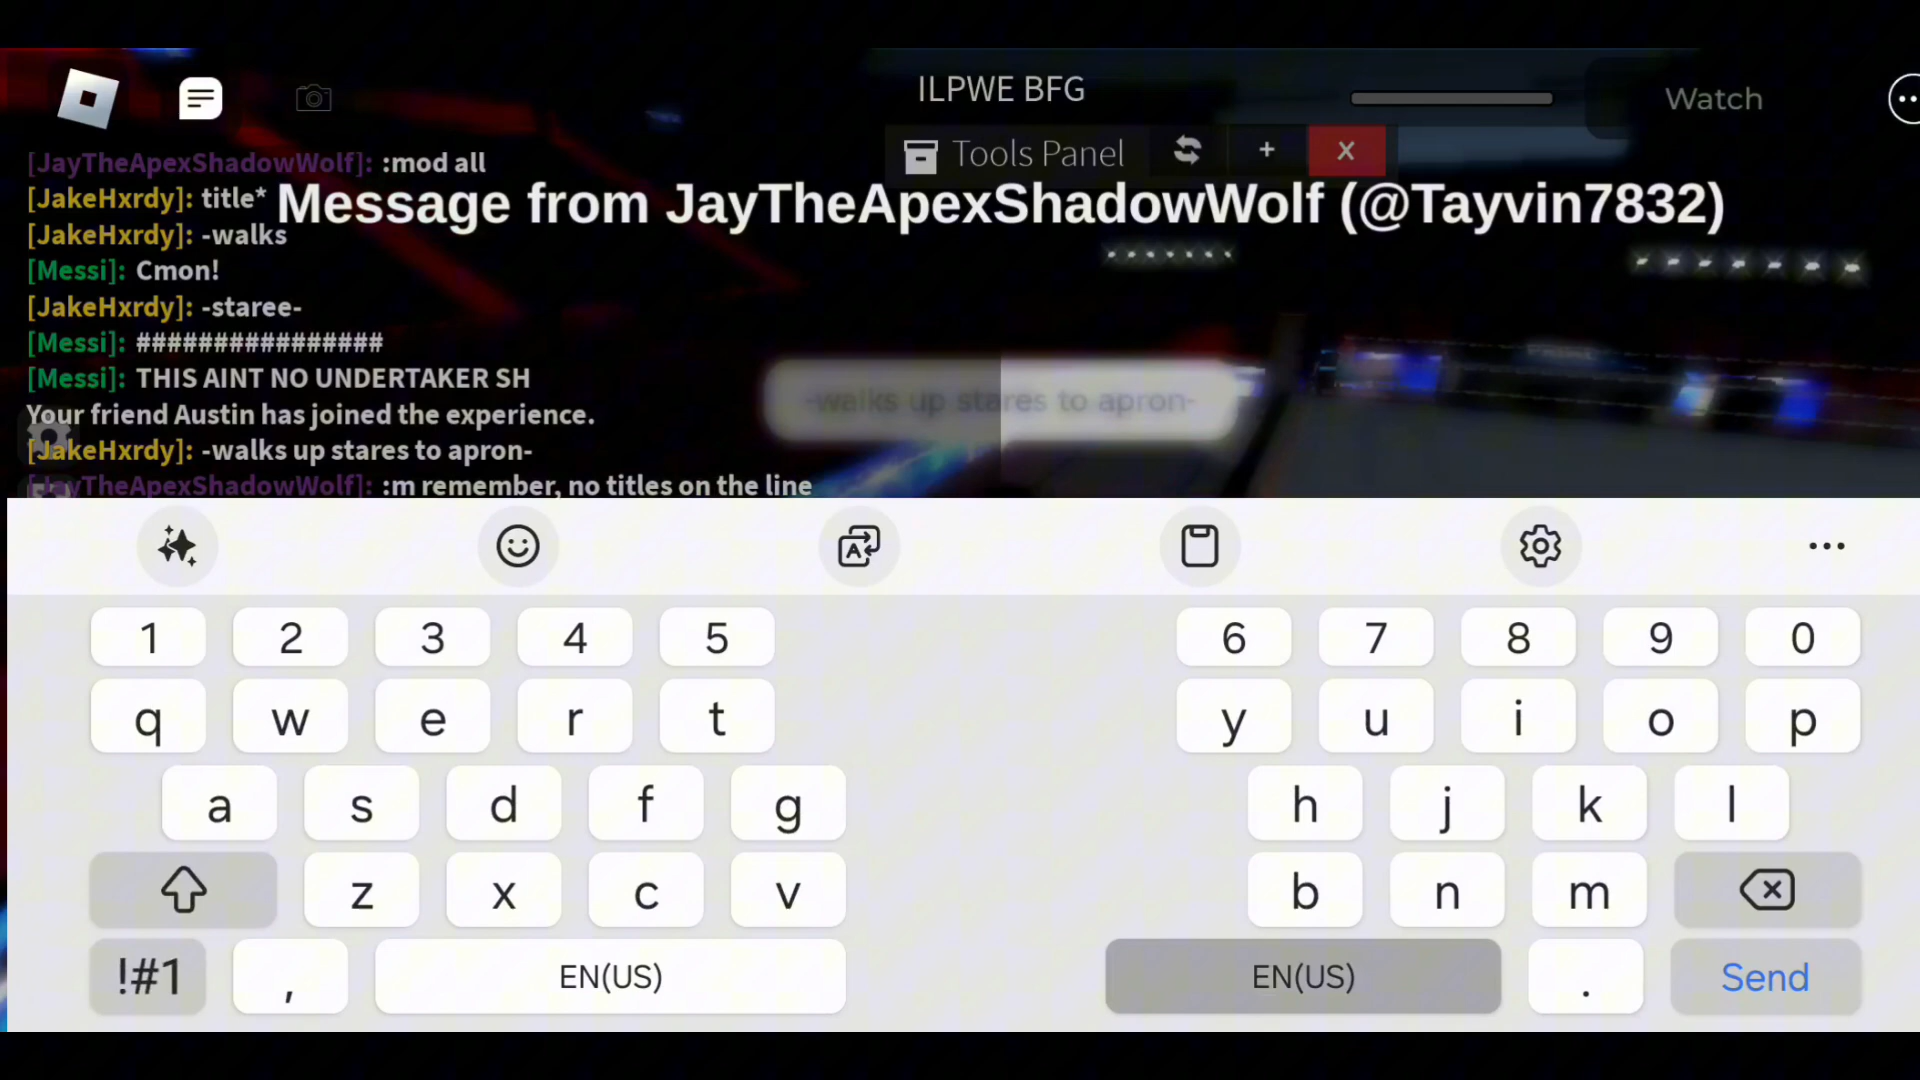 ILPWE BFG
Watch
Tools Panel + X
[JayTheApexShadowWolf]: :mod all
Message from JayTheApexShadowWolf (@Tayvin7832)
[JakeHxrdy]: title*
[JakeHxrdy]: -walks
[Messi]: Cmon!
[JakeHxrdy]: -staree-
[Messi]: ################
[Messi]: THIS AINT NO UNDERTAKER SH
Your friend Austin has joined the experience.
[JakeHxrdy]: -walks up stares to apron-
[JayTheApexShadowWolf]: :m remember, no titles on the line
-walks up stares to apron-
1 2 3 4 5 6 7 8 9 0
q w e r t y u i o p
a s d f g h j k l
z x c v b n m
!#1 , EN(US) EN(US) . Send